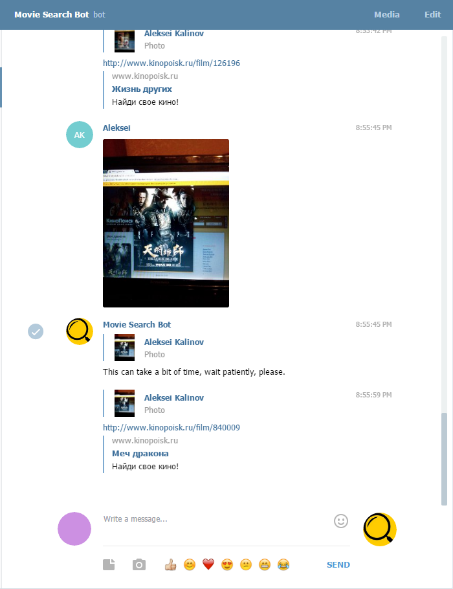 Movie Search Bot bot
Media
Edit
Aleksei Kalinov
8:55:42 PM
Photo
http://www.kinopoisk.ru/film/126196
www.kinopoisk.ru
Жизнь других
Найди свое кино!
AK
Aleksei
8:55:45 PM
Movie Search Bot
8:55:45 PM
Aleksei Kalinov
Photo
This can take a bit of time, wait patiently, please.
Aleksei Kalinov
8:55:59 PM
Photo
http://www.kinopoisk.ru/film/840009
www.kinopoisk.ru
Меч дракона
Найди свое кино!
Write a message...
SEND